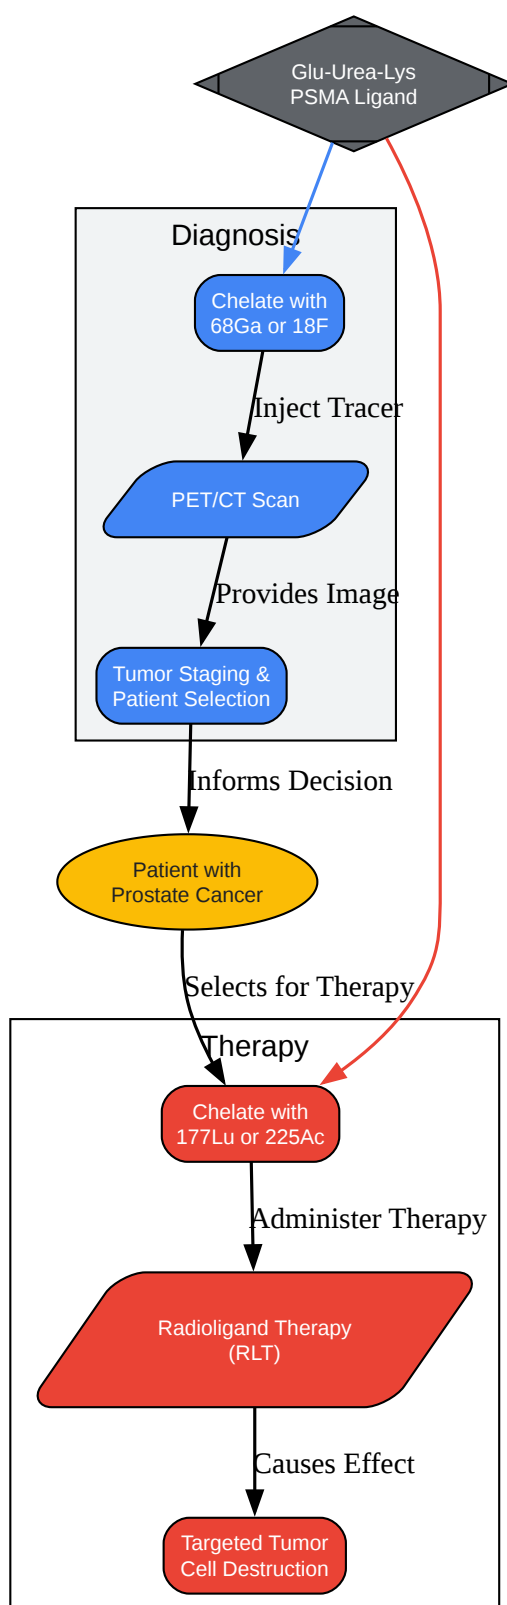 Glu-Urea-Lys
PSMA Ligand
Diagnosis
Chelate with
68Ga or 18F
Inject Tracer
PET/CT Scan
Provides Image
Tumor Staging &
Patient Selection
Informs Decision
Patient with
Prostate Cancer
Selects for Therapy
Therapy
Chelate with
177Lu or 225Ac
Administer Therapy
Radioligand Therapy
(RLT)
Causes Effect
Targeted Tumor
Cell Destruction